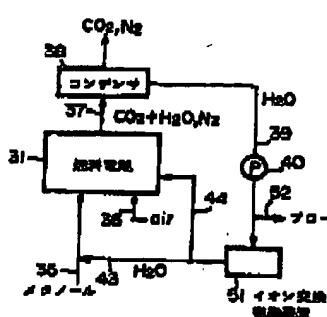 CO₂,N₂
38
コンデンサ
37
CO₂+H₂O,N₂
H₂O
39
31
燃料電池
P
40
44
52
ブロー
36
air
35
43
H₂O
メタノール
51
イオン交換